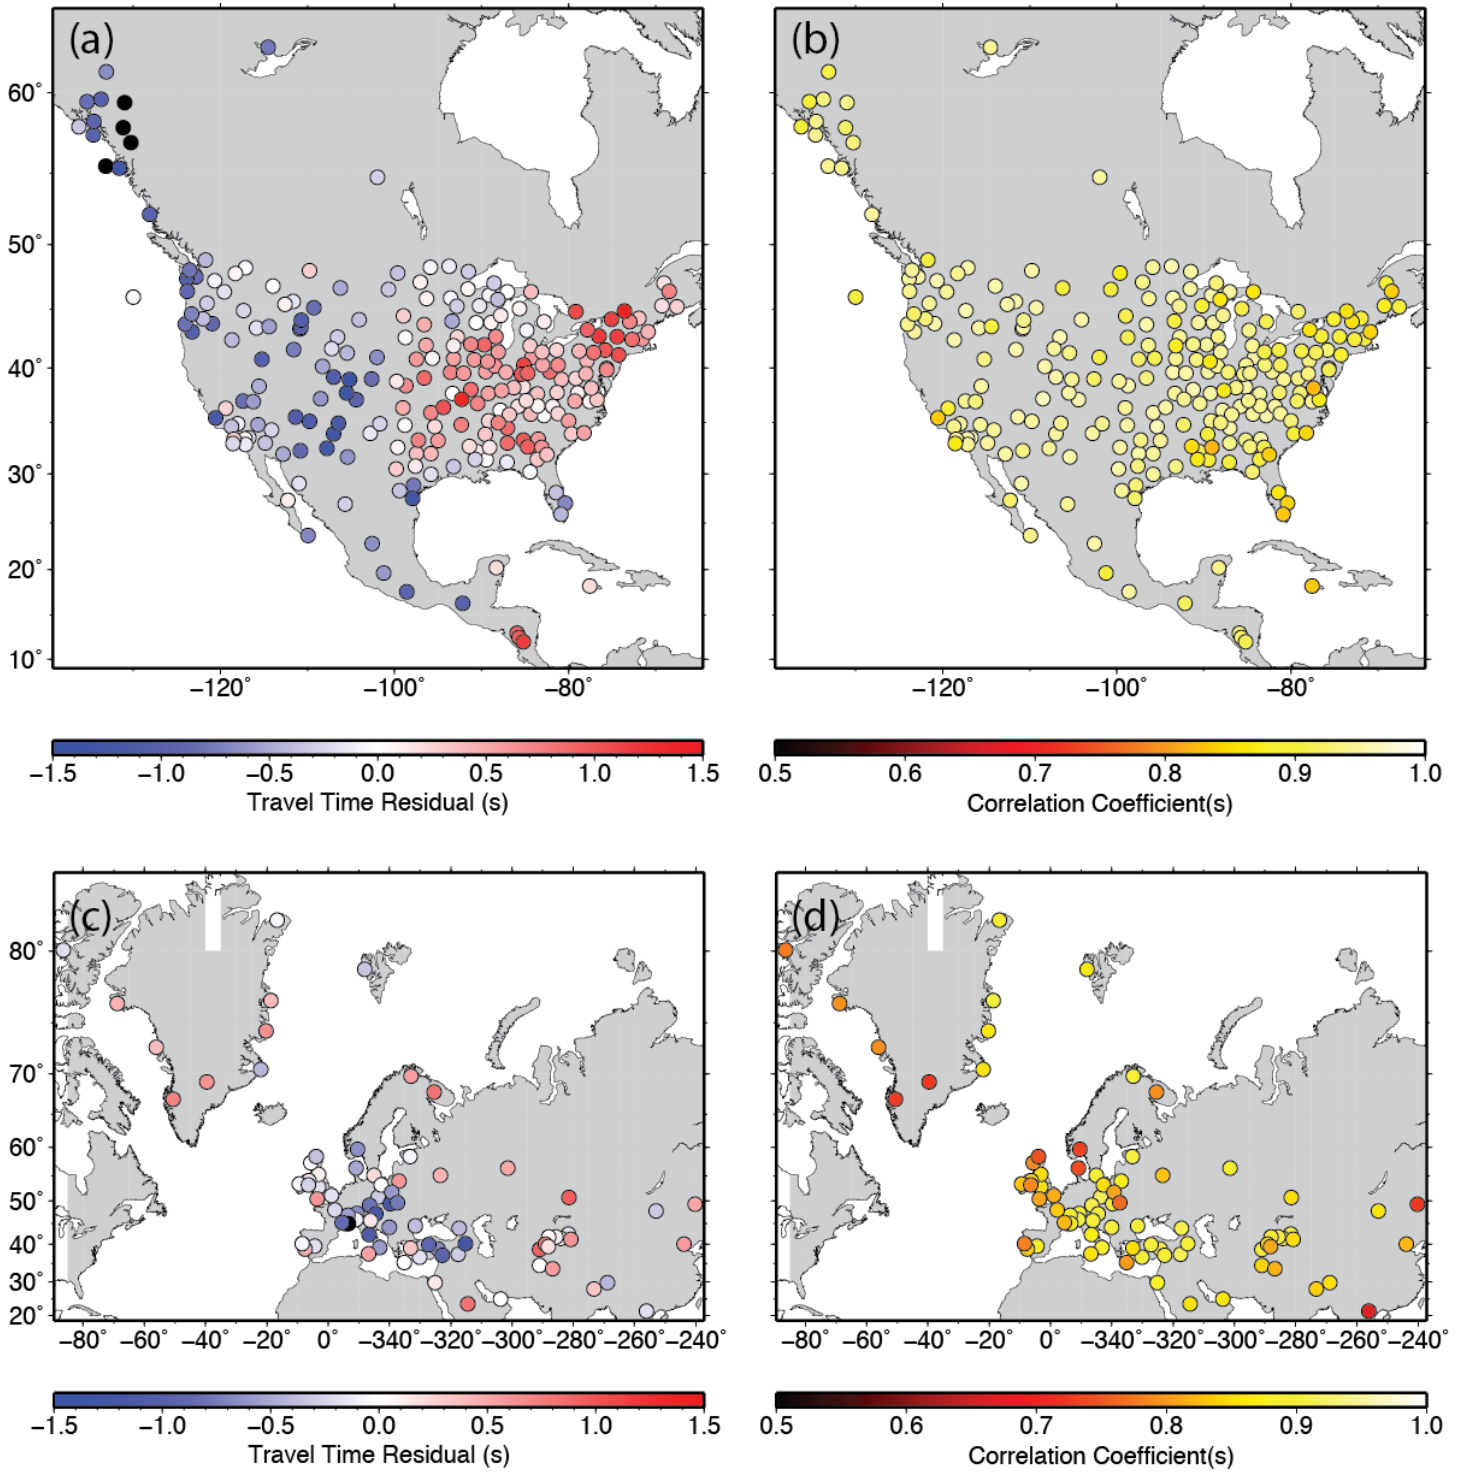 (a)
(b)
60° 50° 40° 30° 20° 10°
−120° −100° −80°
−120° −100° −80°
−1.5 −1.0 −0.5 0.0 0.5 1.0 1.5
Travel Time Residual (s)
0.5 0.6 0.7 0.8 0.9 1.0
Correlation Coefficient(s)
(c)
(d)
80° 70° 60° 50° 40° 30° 20°
−80° −60° −40° −20° 0° −340° −320° −300° −280° −260° −240°
−80° −60° −40° −20° 0° −340° −320° −300° −280° −260° −240°
−1.5 −1.0 −0.5 0.0 0.5 1.0 1.5
Travel Time Residual (s)
0.5 0.6 0.7 0.8 0.9 1.0
Correlation Coefficient(s)